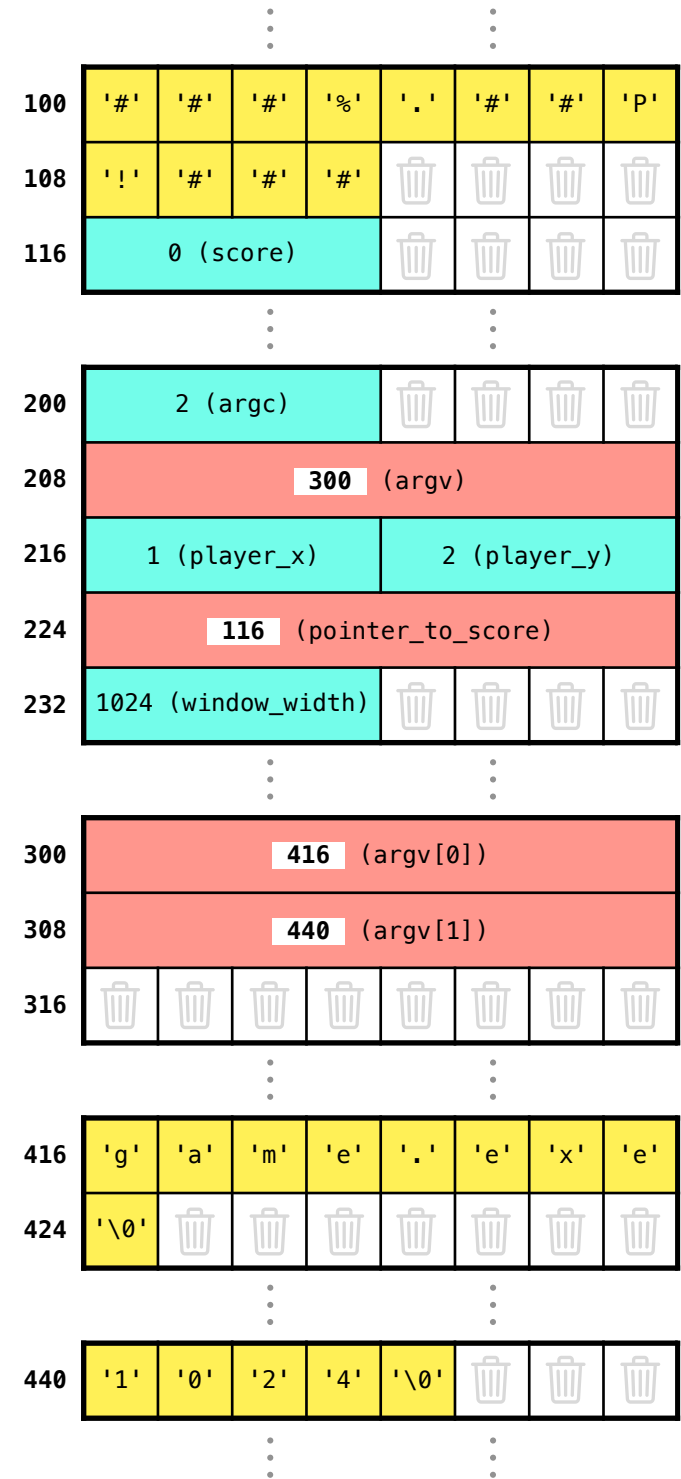 100 '#' '#' '#' '%' '.' '#' '#' 'P'
108 '!' '#' '#' '#'
116 0 (score)
200 2 (argc)
208 300 (argv)
216 1 (player_x) 2 (player_y)
224 116 (pointer_to_score)
232 1024 (window_width)
300 416 (argv[0])
308 440 (argv[1])
316
416 'g' 'a' 'm' 'e' '.' 'e' 'x' 'e'
424 '\0'
440 '1' '0' '2' '4' '\0'